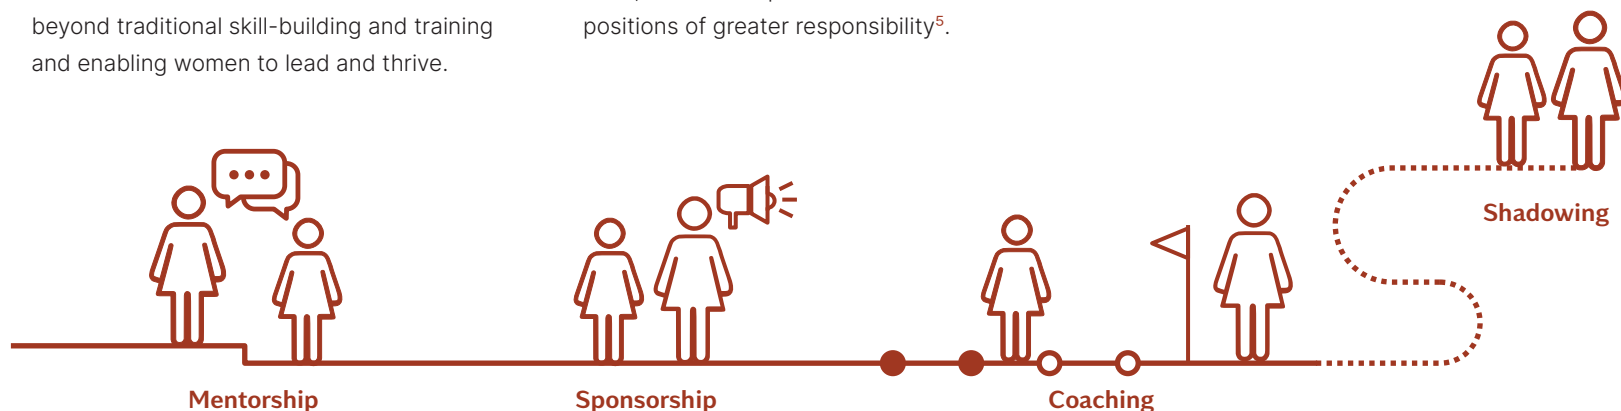 beyond traditional skill-building and training
and enabling women to lead and thrive.
positions of greater responsibility⁵.
Shadowing
Mentorship
Sponsorship
Coaching